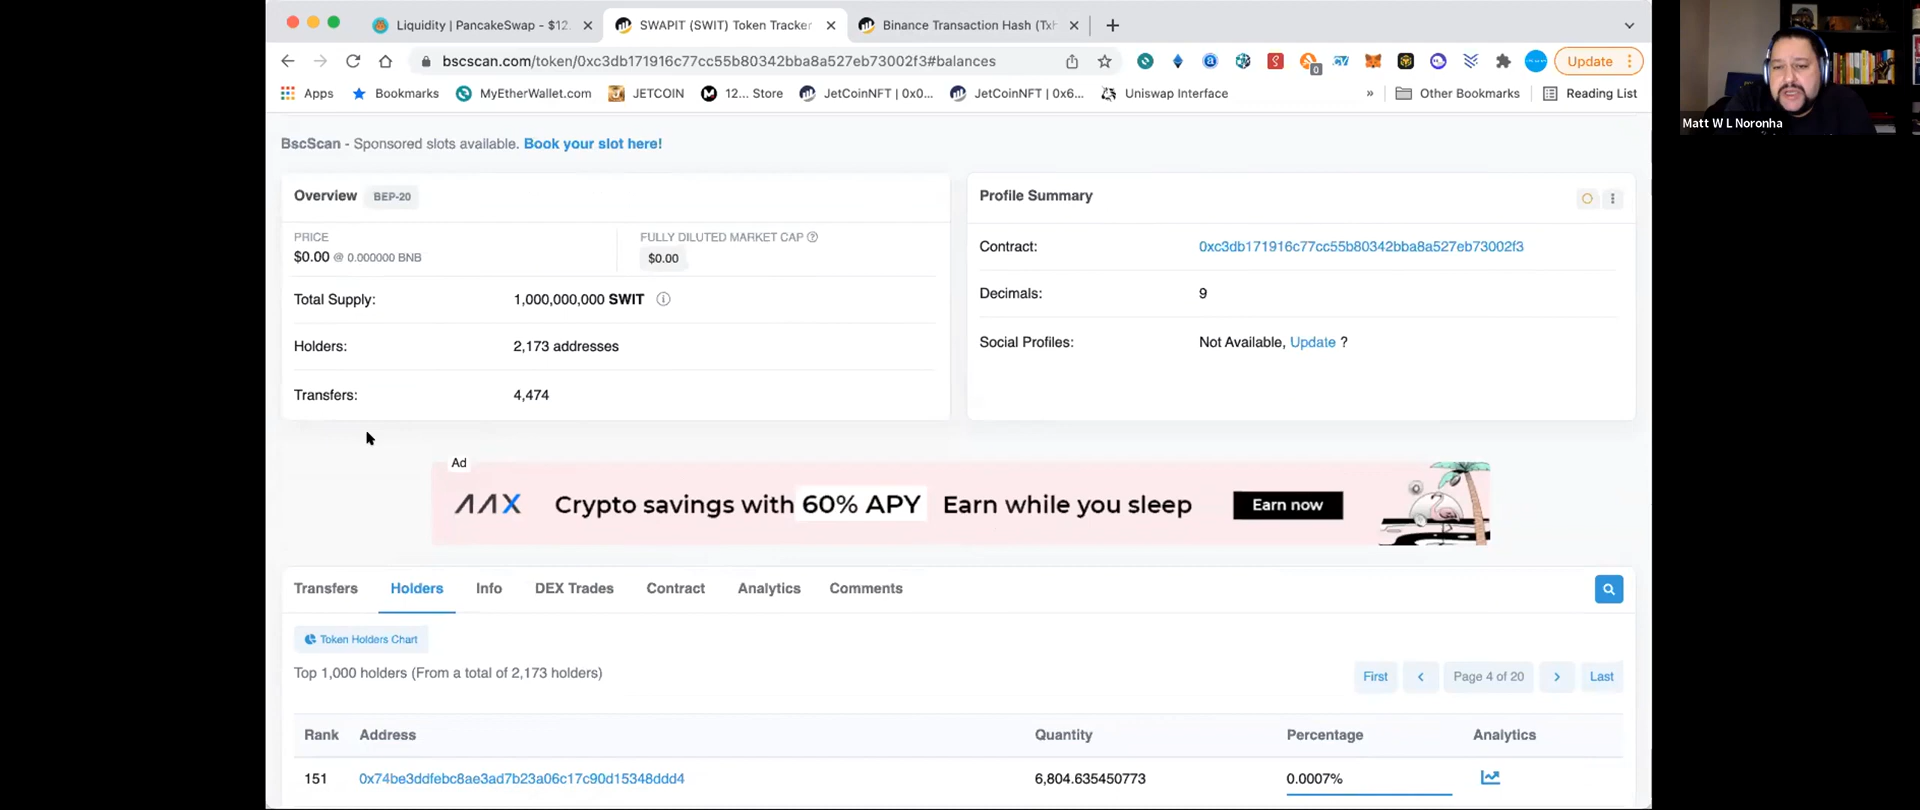 Liquidity | PancakeSwap - $12.
SWAPIT (SWIT) Token Tracker
Binance Transaction Hash (Txh
bscscan.com/token/0xc3db171916c77cc55b80342bba8a527eb73002f3#balances
0
Update
Apps
Bookmarks
MyEtherWallet.com
JETCOIN
12... Store
JetCoinNFT | 0x0...
JetCoinNFT | 0x6...
Uniswap Interface
»
Other Bookmarks
Reading List
Matt W L Noronha
BscScan - Sponsored slots available. Book your slot here!
Overview BEP-20
PRICE
$0.00 @ 0.000000 BNB
FULLY DILUTED MARKET CAP
$0.00
Total Supply: 1,000,000,000 SWIT
Holders: 2,173 addresses
Transfers: 4,474
Profile Summary
Contract: 0xc3db171916c77cc55b80342bba8a527eb73002f3
Decimals: 9
Social Profiles: Not Available, Update ?
Ad
AAX Crypto savings with 60% APY Earn while you sleep Earn now
Transfers Holders Info DEX Trades Contract Analytics Comments
Token Holders Chart
Top 1,000 holders (From a total of 2,173 holders)
First Page 4 of 20 Last
Rank Address Quantity Percentage Analytics
151 0x74be3ddfebc8ae3ad7b23a06c17c90d15348ddd4 6,804.635450773 0.0007%